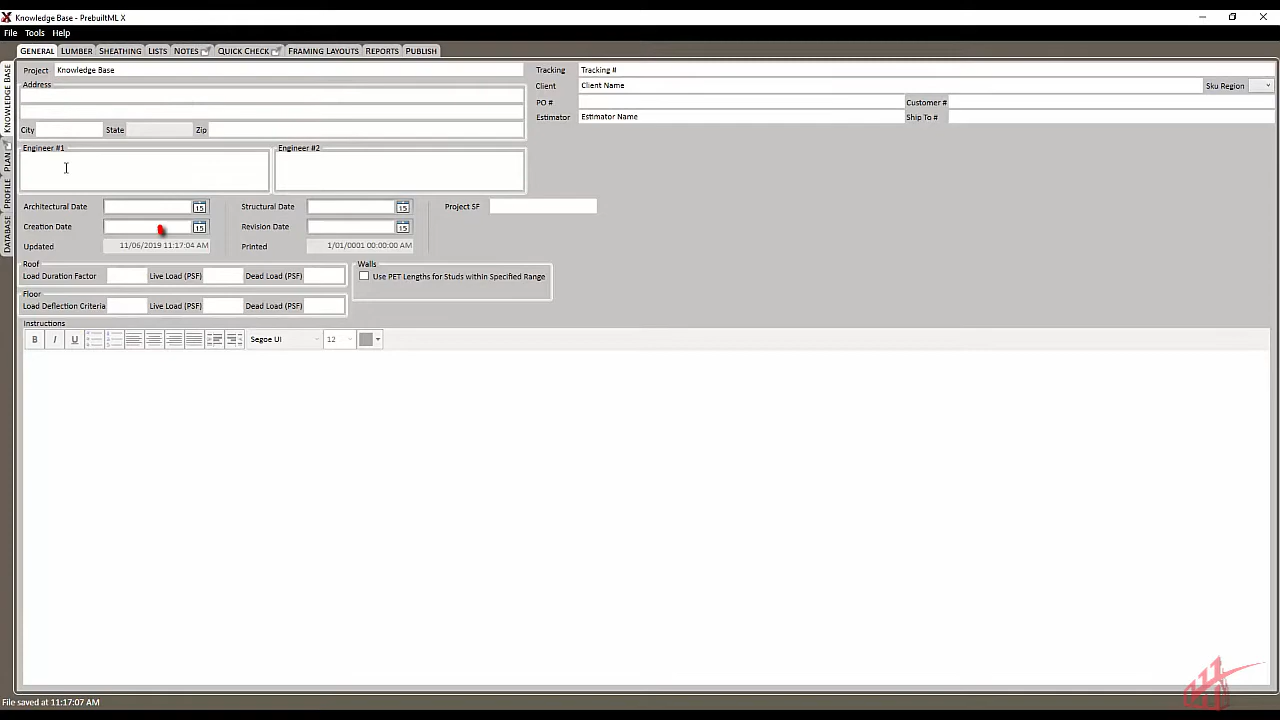 Knowledge Base - PrebuiltML X
File Tools Help
GENERAL LUMBER SHEATHING LISTS NOTES QUICK CHECK FRAMING LAYOUTS REPORTS PUBLISH
KNOWLEDGE BASE
PLAN
PROFILE
DATABASE
Project Knowledge Base Tracking Tracking #
Address Client Client Name Sku Region
PO # Customer #
Estimator Estimator Name Ship To #
City State Zip
Engineer #1 Engineer #2
Architectural Date 15 Structural Date 15 Project SF
Creation Date 15 Revision Date 15
Updated 11/06/2019 11:17:04 AM Printed 1/01/0001 00:00:00 AM
Roof Walls
Load Duration Factor Live Load (PSF) Dead Load (PSF) Use PET Lengths for Studs within Specified Range
Floor
Load Deflection Criteria Live Load (PSF) Dead Load (PSF)
Instructions
B I U Segoe UI 12
File saved at 11:17:07 AM